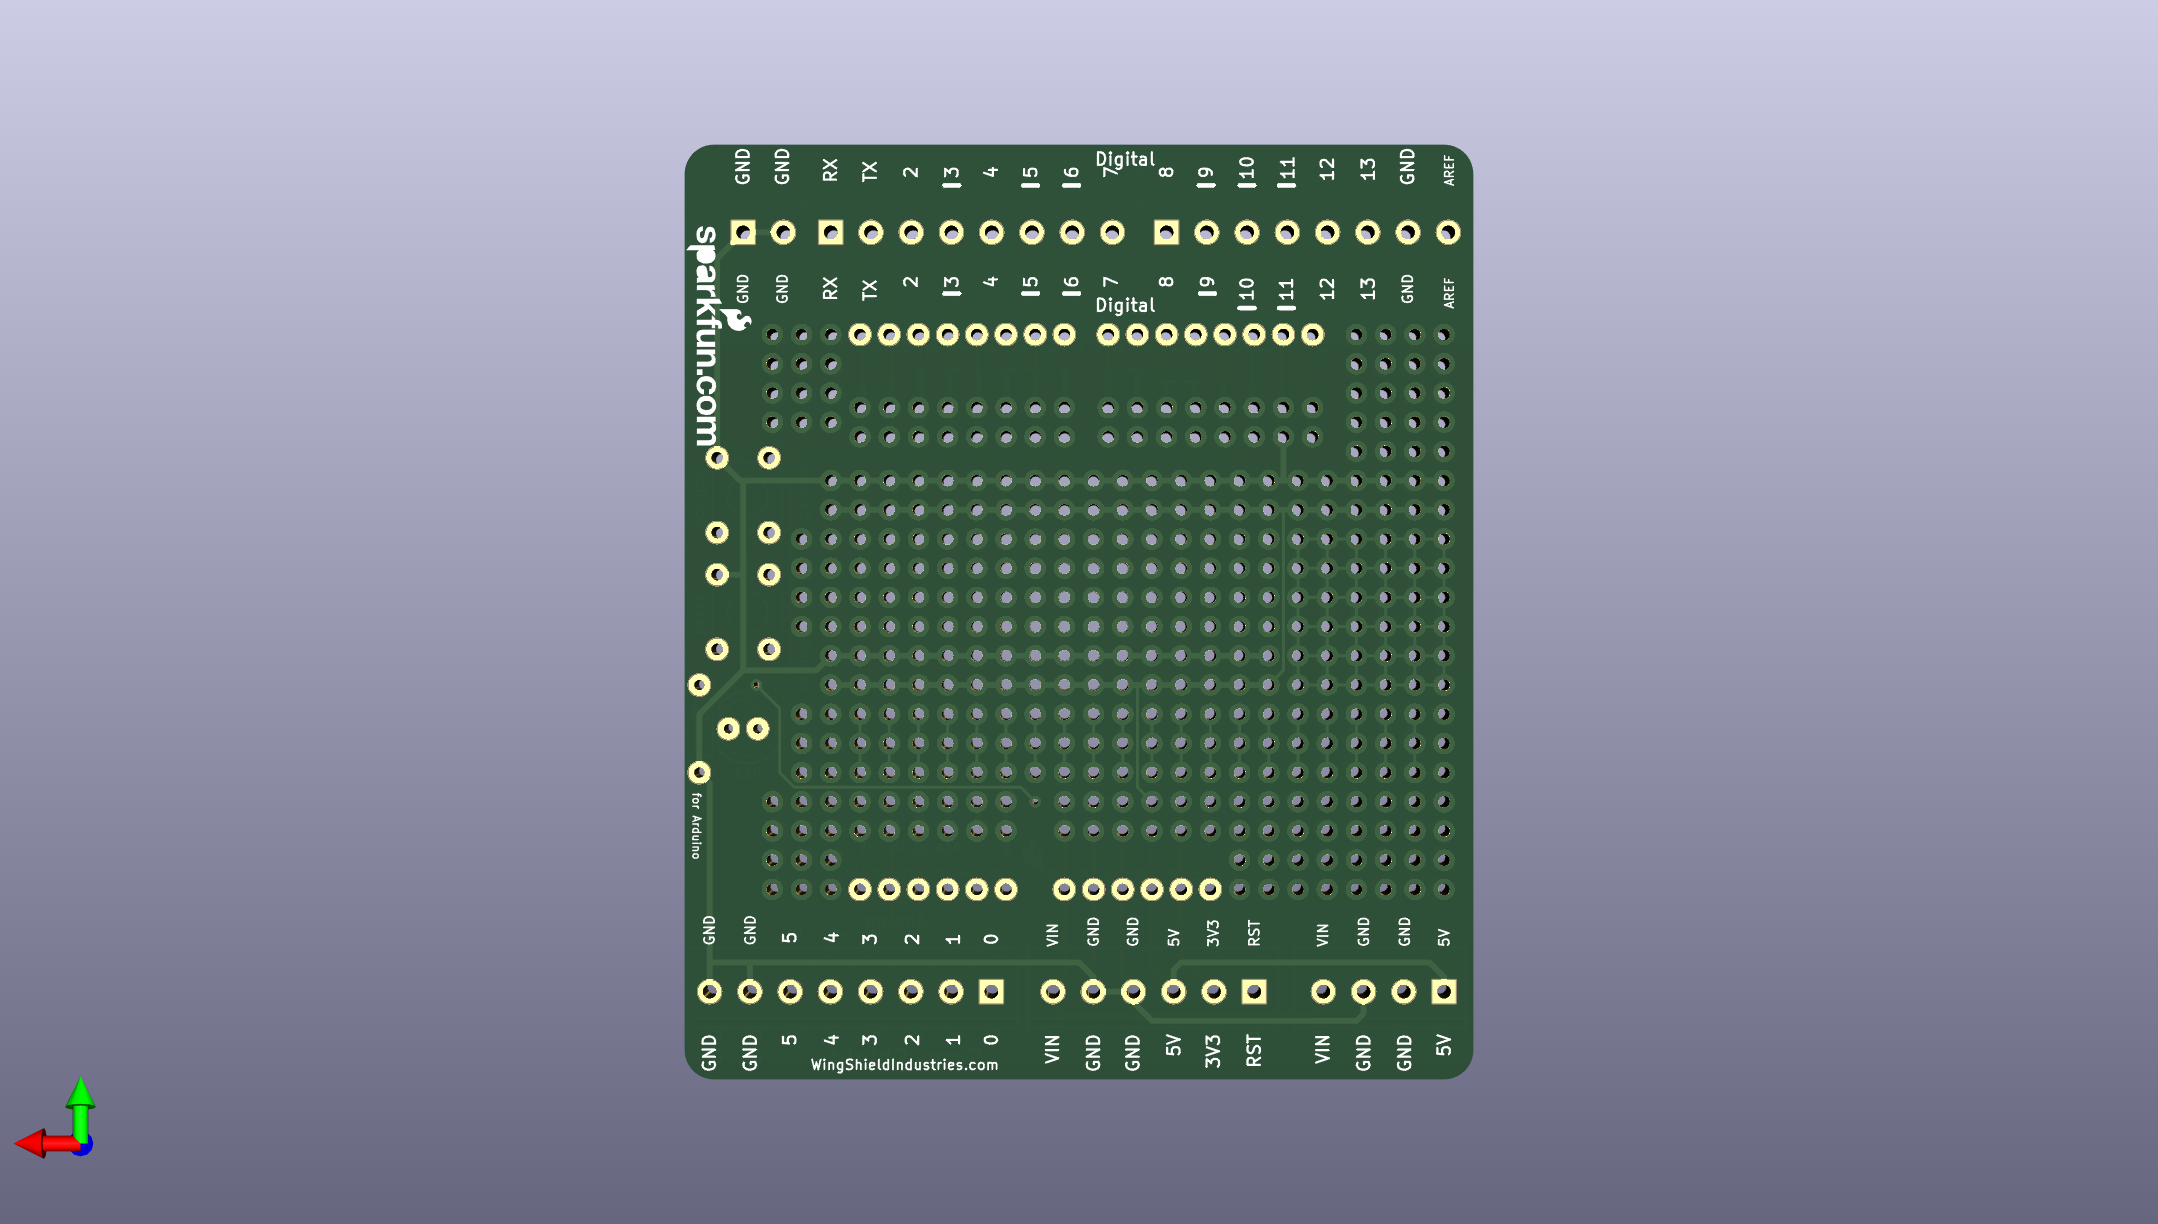 Digital
GND GND RX TX 2 3 4 5 6 7 8 9 10 11 12 13 GND AREF
GND GND RX TX 2 3 4 5 6 7 8 9 10 11 12 13 GND AREF
Digital
sparkfun.com
for Arduino
GND GND 5 4 3 2 1 0 VIN GND GND 5V 3V3 RST VIN GND GND 5V
GND GND 5 4 3 2 1 0 VIN GND GND 5V 3V3 RST VIN GND GND 5V
WingShieldIndustries.com